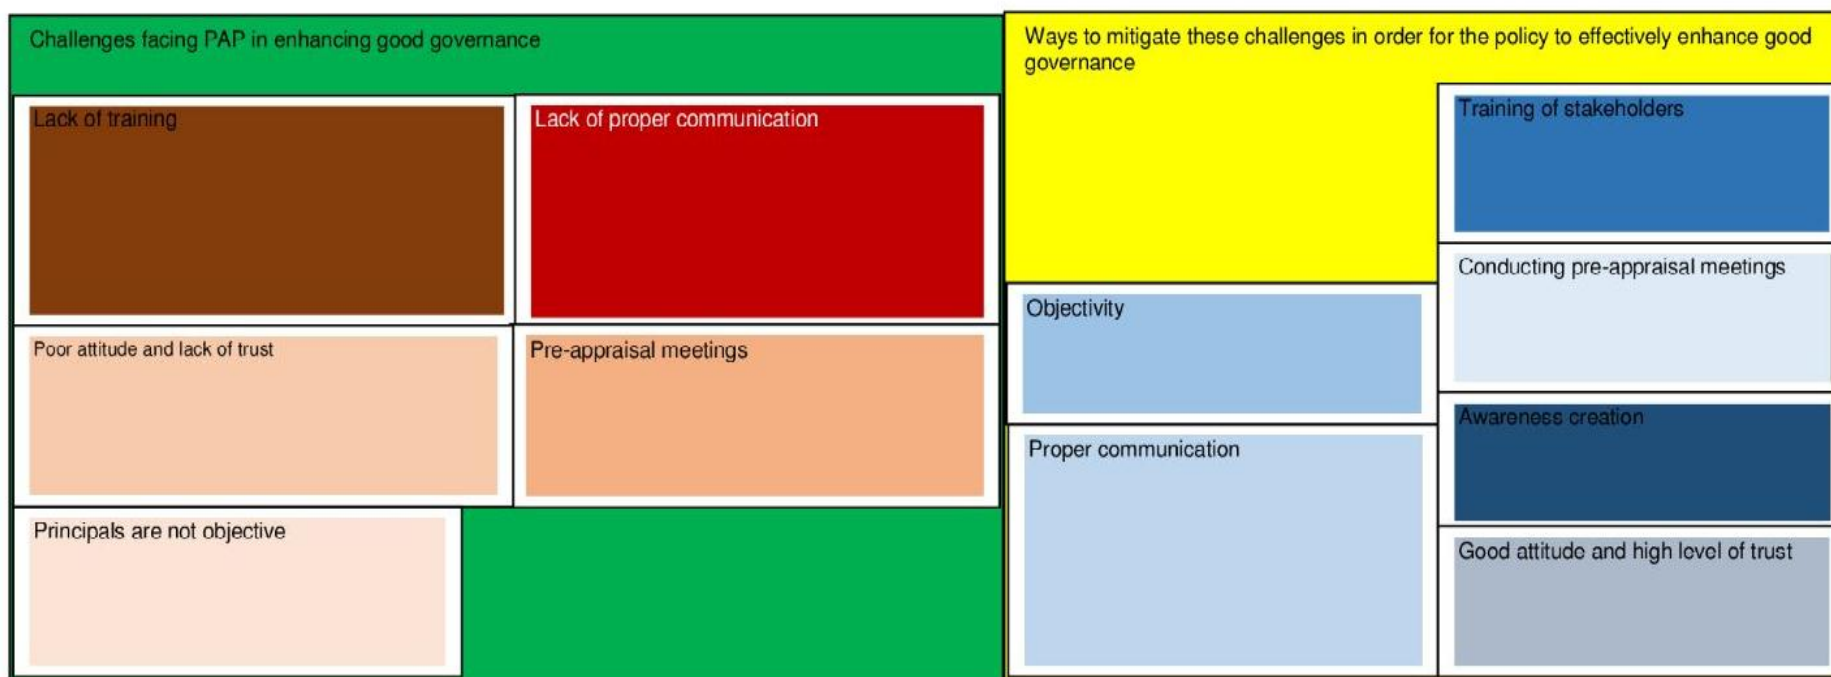 Challenges facing PAP in enhancing good governance
Lack of training
Lack of proper communication
Poor attitude and lack of trust
Pre-appraisal meetings
Principals are not objective
Ways to mitigate these challenges in order for the policy to effectively enhance good
governance
Training of stakeholders
Conducting pre-appraisal meetings
Objectivity
Awareness creation
Proper communication
Good attitude and high level of trust